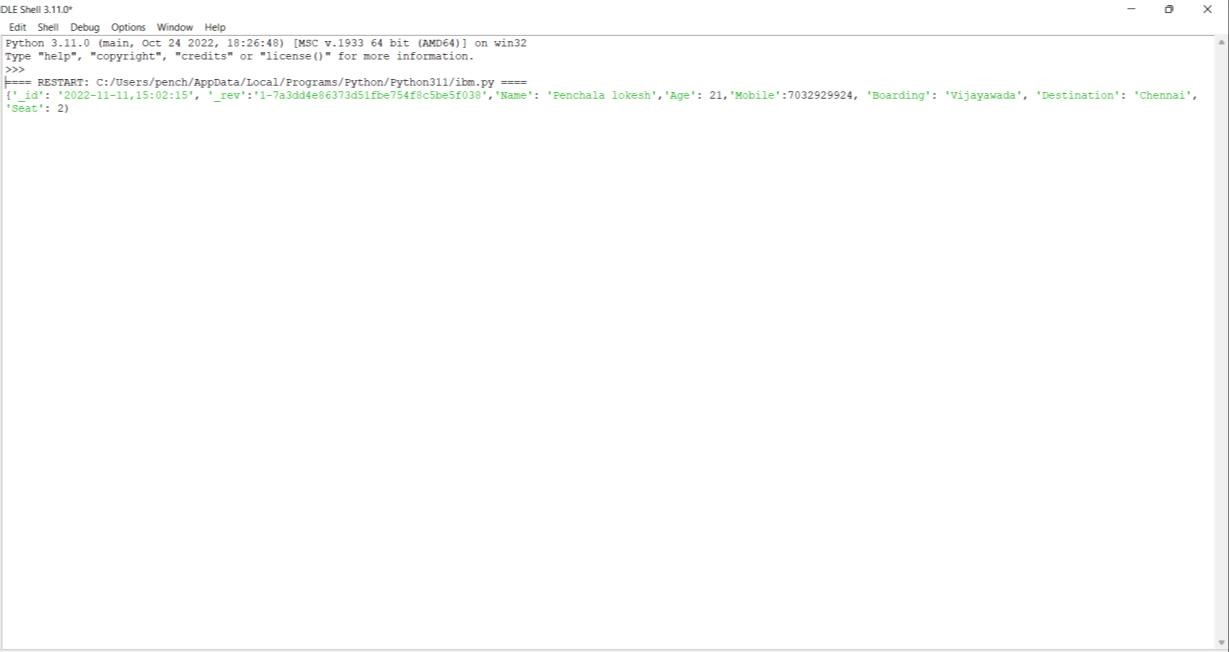 DLE Shell 3.11.0*
Edit Shell Debug Options Window Help
Python 3.11.0 (main, Oct 24 2022, 18:26:48) [MSC v.1933 64 bit (AMD64)] on win32
Type "help", "copyright", "credits" or "license()" for more information.
>>>
==== RESTART: C:/Users/pench/AppData/Local/Programs/Python/Python311/ibm.py ====
{'_id': '2022-11-11,15:02:15', '_rev':'1-7a3dd4e86373d51fbe754f8c5be5f038','Name': 'Penchala lokesh','Age': 21,'Mobile':7032929924, 'Boarding': 'Vijayawada', 'Destination': 'Chennai',
'Seat': 2}